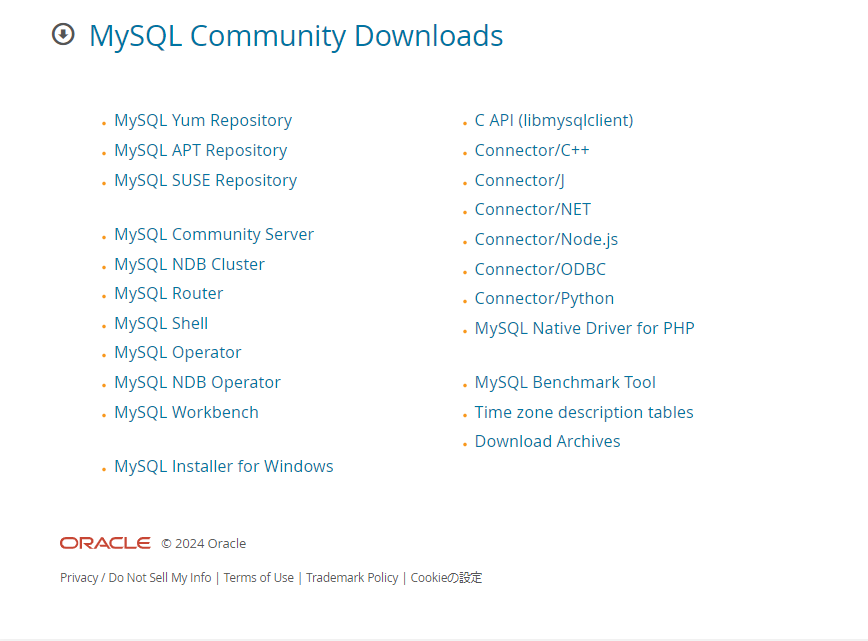 MySQL Community Downloads
MySQL Yum Repository
MySQL APT Repository
MySQL SUSE Repository
MySQL Community Server
MySQL NDB Cluster
MySQL Router
MySQL Shell
MySQL Operator
MySQL NDB Operator
MySQL Workbench
MySQL Installer for Windows
C API (libmysqlclient)
Connector/C++
Connector/J
Connector/NET
Connector/Node.js
Connector/ODBC
Connector/Python
MySQL Native Driver for PHP
MySQL Benchmark Tool
Time zone description tables
Download Archives
ORACLE © 2024 Oracle
Privacy / Do Not Sell My Info | Terms of Use | Trademark Policy | Cookieの設定